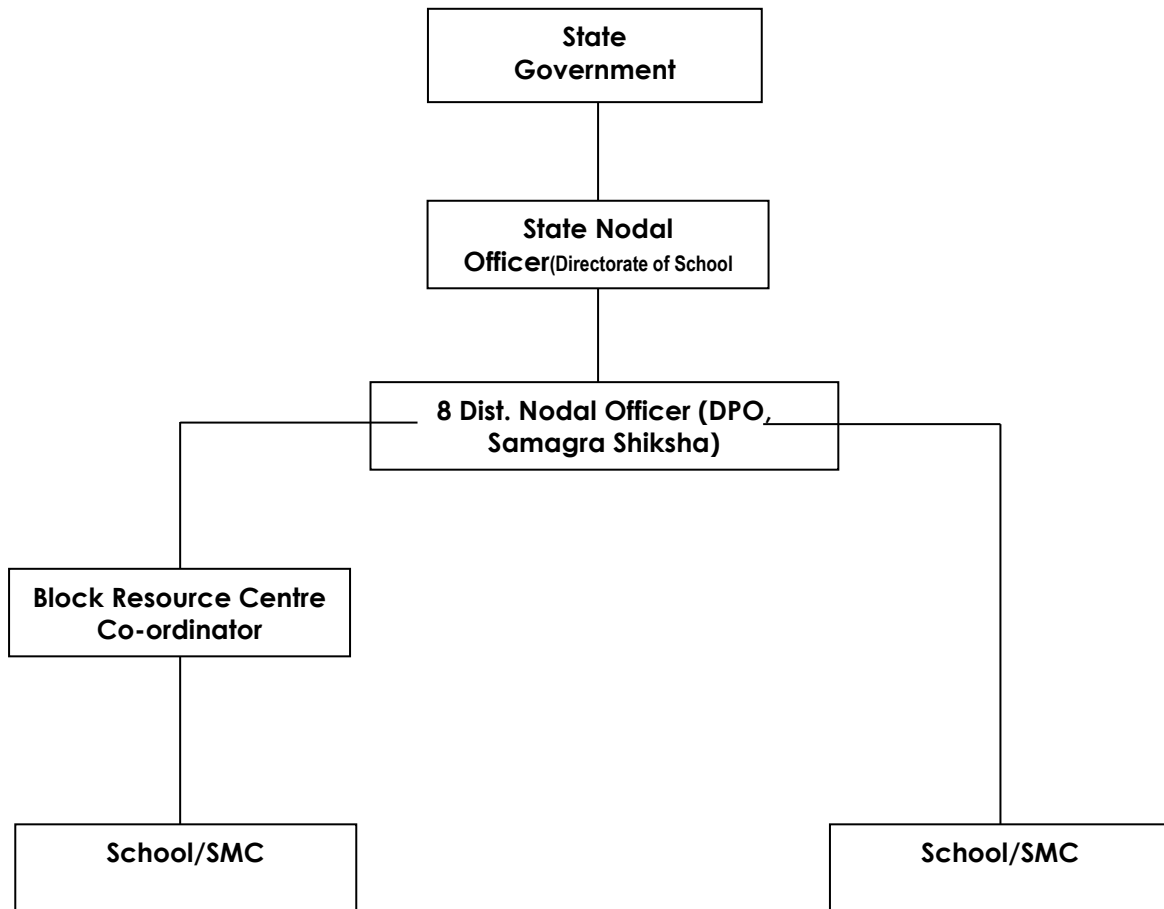 State
Government
State Nodal
Officer(Directorate of School
8 Dist. Nodal Officer (DPO,
Samagra Shiksha)
Block Resource Centre
Co-ordinator
School/SMC
School/SMC